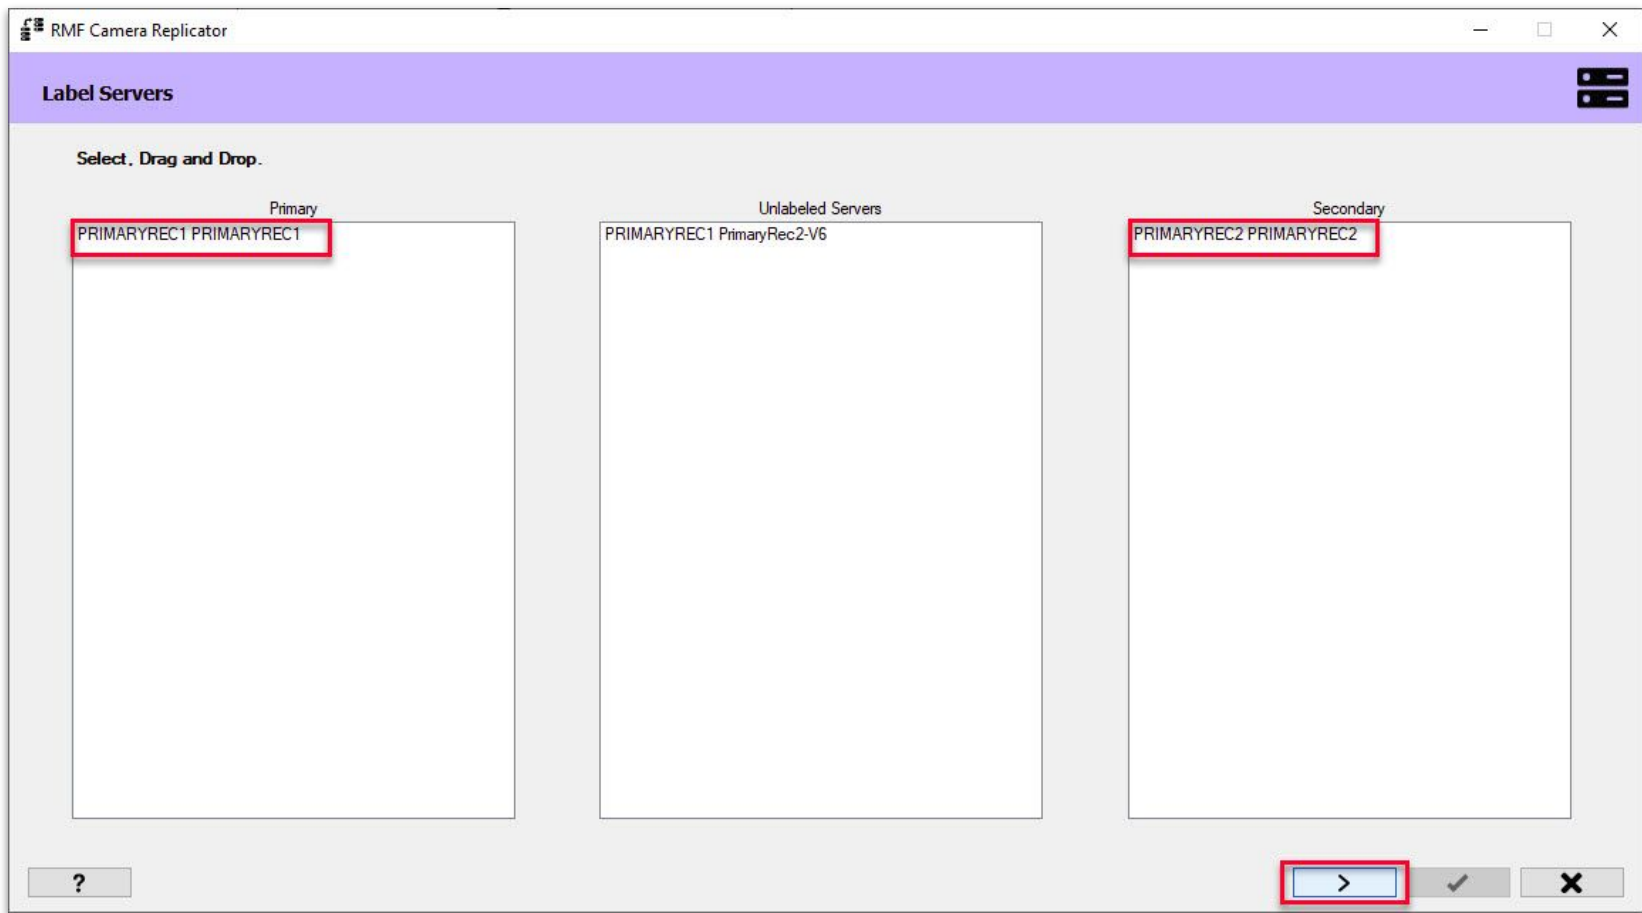 RMF Camera Replicator
Label Servers
Select, Drag and Drop.
Primary
PRIMARYREC1 PRIMARYREC1
Unlabeled Servers
PRIMARYREC1 PrimaryRec2-V6
Secondary
PRIMARYREC2 PRIMARYREC2
?
>